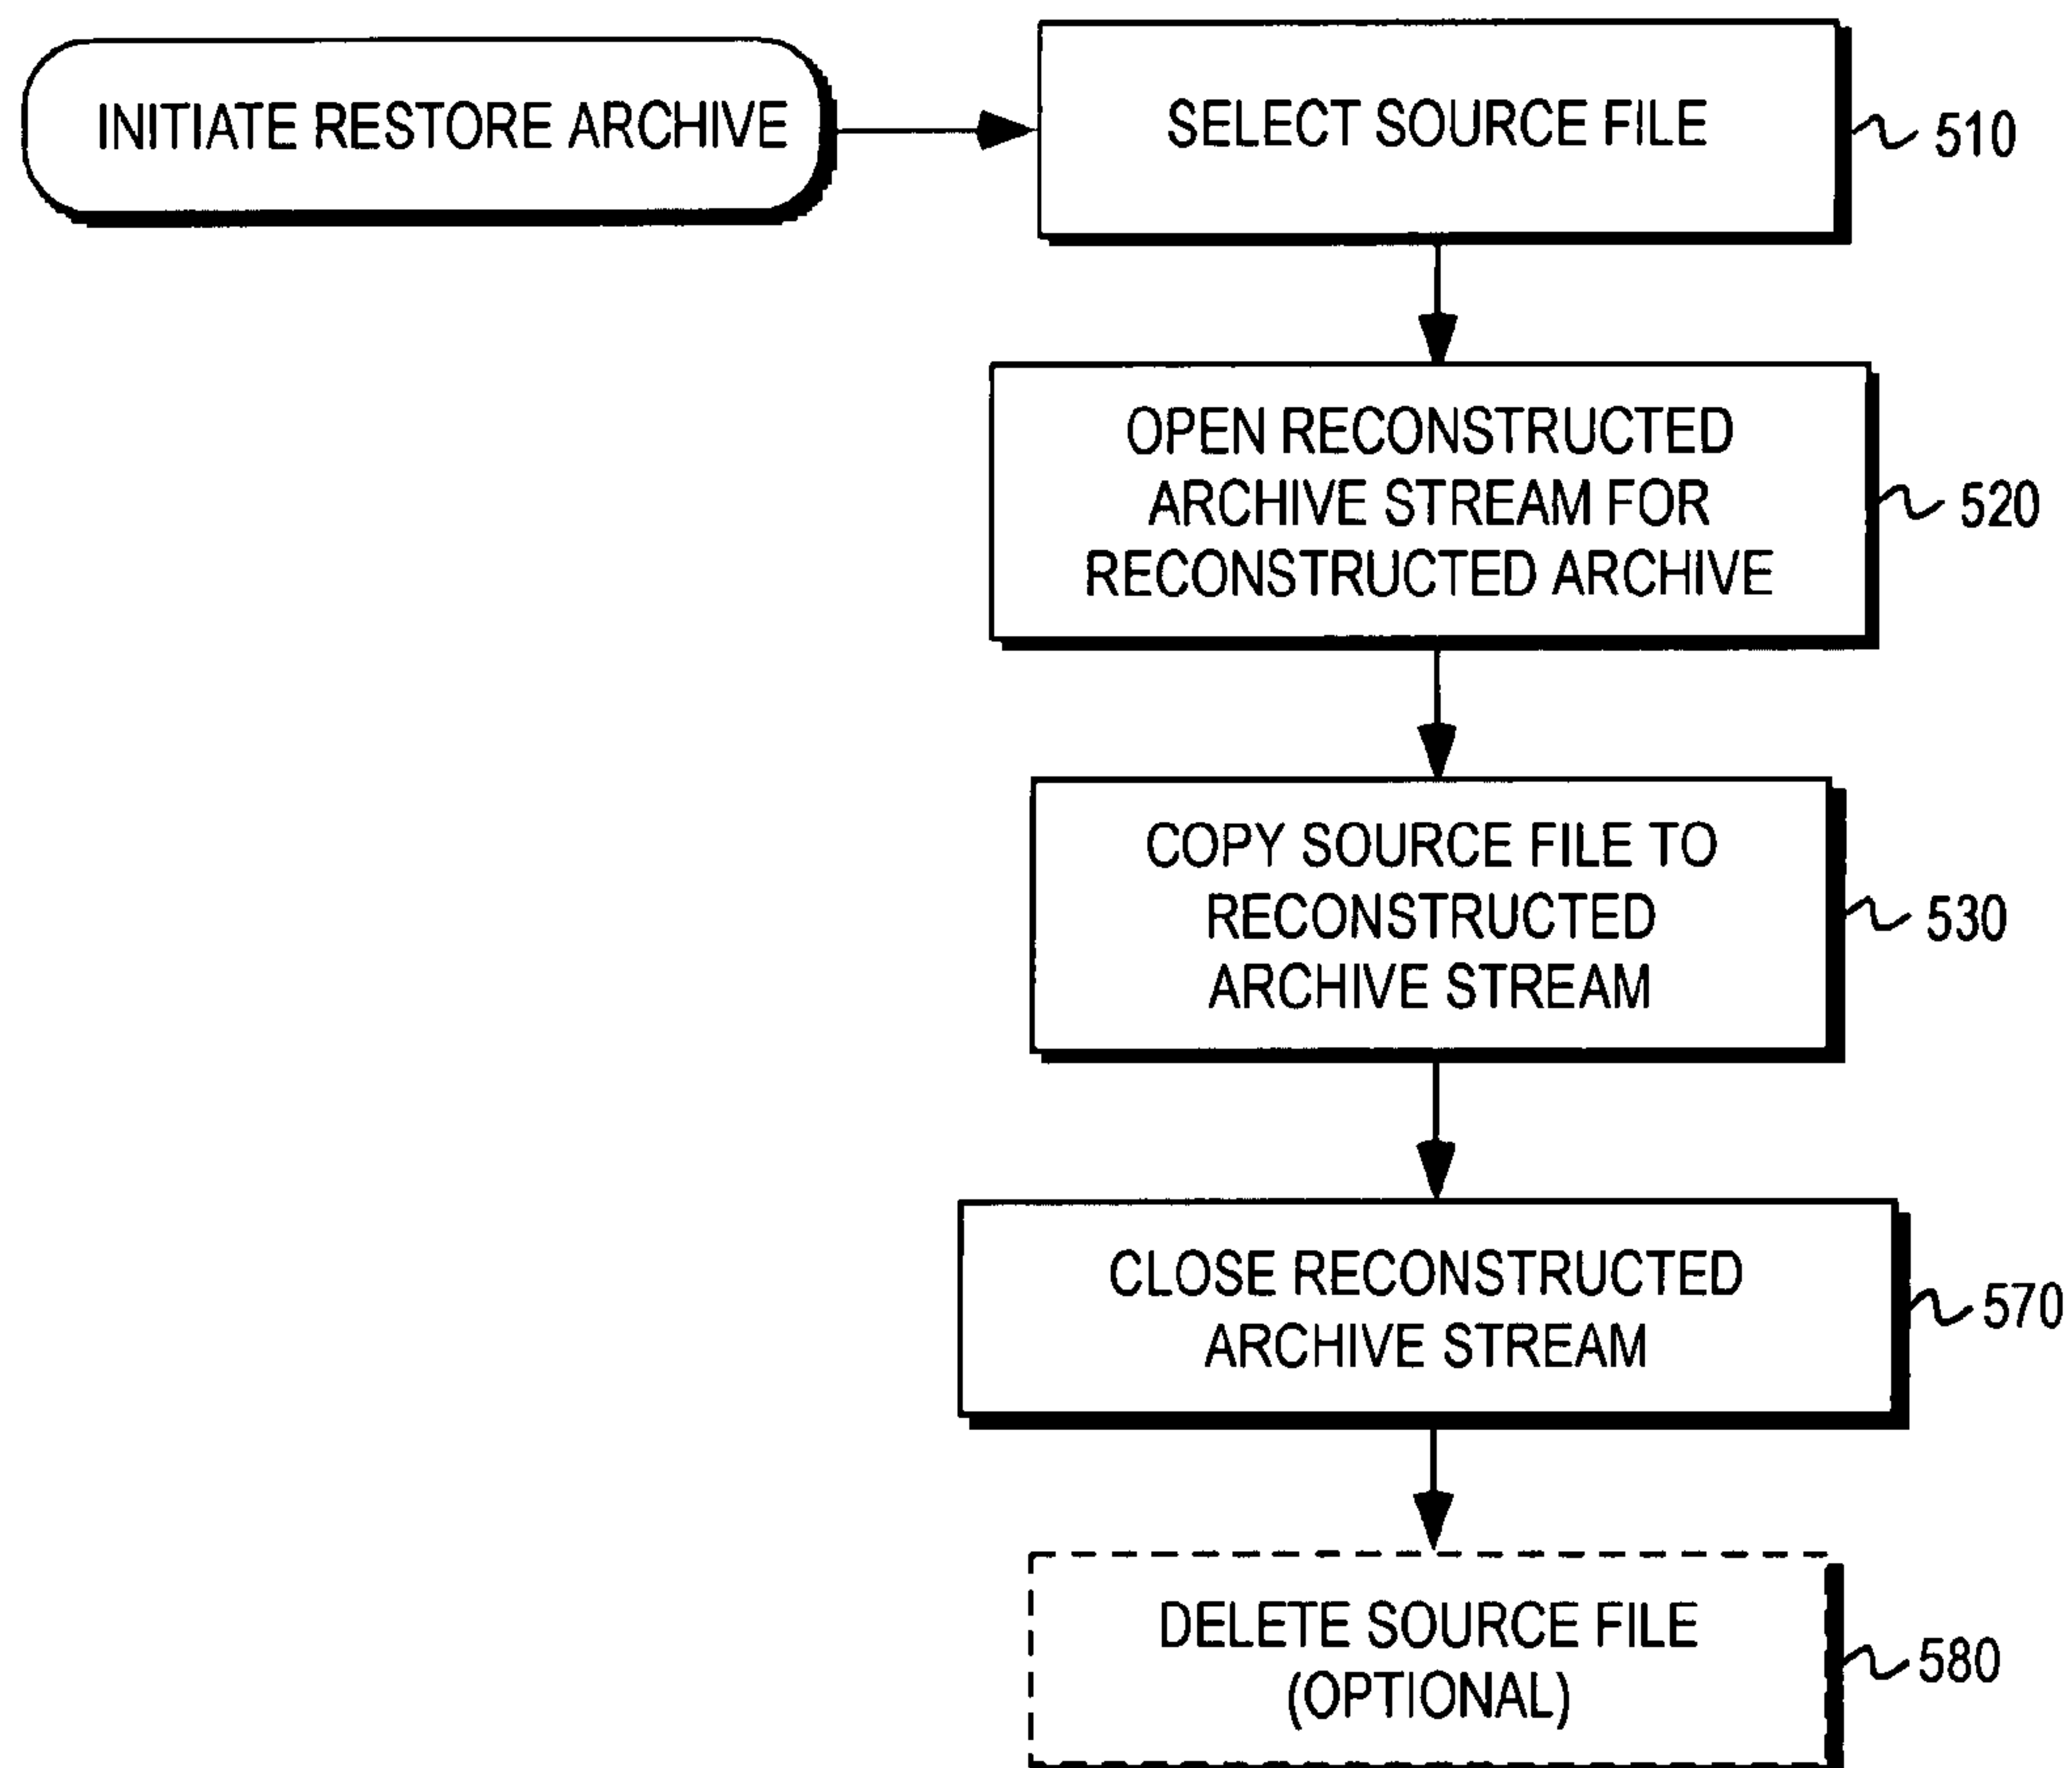 INITIATE RESTORE ARCHIVE
SELECT SOURCE FILE
510
OPEN RECONSTRUCTED
ARCHIVE STREAM FOR
RECONSTRUCTED ARCHIVE
520
COPY SOURCE FILE TO
RECONSTRUCTED
ARCHIVE STREAM
530
CLOSE RECONSTRUCTED
ARCHIVE STREAM
570
DELETE SOURCE FILE
(OPTIONAL)
580